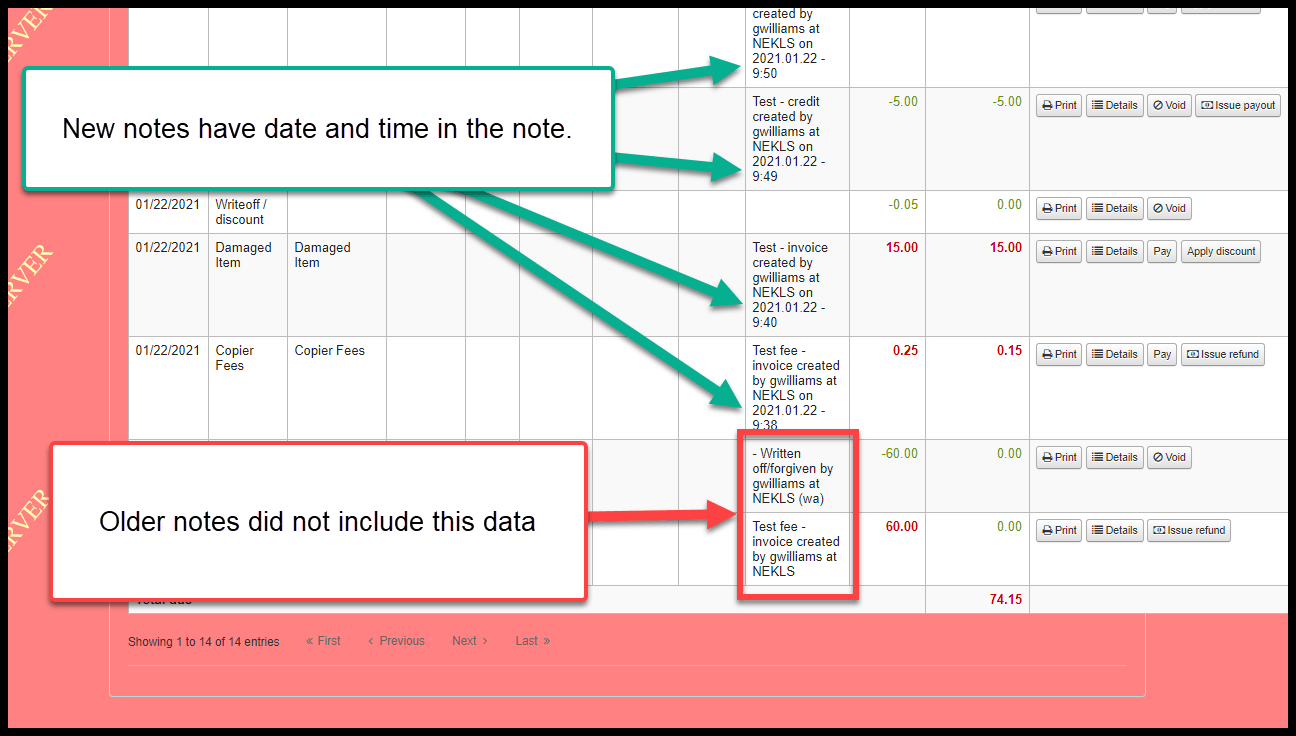 ERVER
created by
gwilliams at
NEKLS on
2021.01.22 -
9:50
New notes have date and time in the note.
Test - credit
created by
gwilliams at
NEKLS on
2021.01.22 -
9:49
-5.00 -5.00 Print Details Void Issue payout
01/22/2021 Writeoff /
discount
-0.05 0.00 Print Details Void
ERVER
01/22/2021 Damaged
Item
Damaged
Item
Test - invoice
created by
gwilliams at
NEKLS on
2021.01.22 -
9:40
15.00 15.00 Print Details Pay Apply discount
01/22/2021 Copier
Fees
Copier Fees
Test fee -
invoice created
by gwilliams at
NEKLS on
2021.01.22 -
9:38
0.25 0.15 Print Details Pay Issue refund
- Written
off/forgiven by
gwilliams at
NEKLS (wa)
-60.00 0.00 Print Details Void
ERVER
Older notes did not include this data
Test fee -
invoice created
by gwilliams at
NEKLS
60.00 0.00 Print Details Issue refund
74.15
Showing 1 to 14 of 14 entries « First ‹ Previous Next › Last »